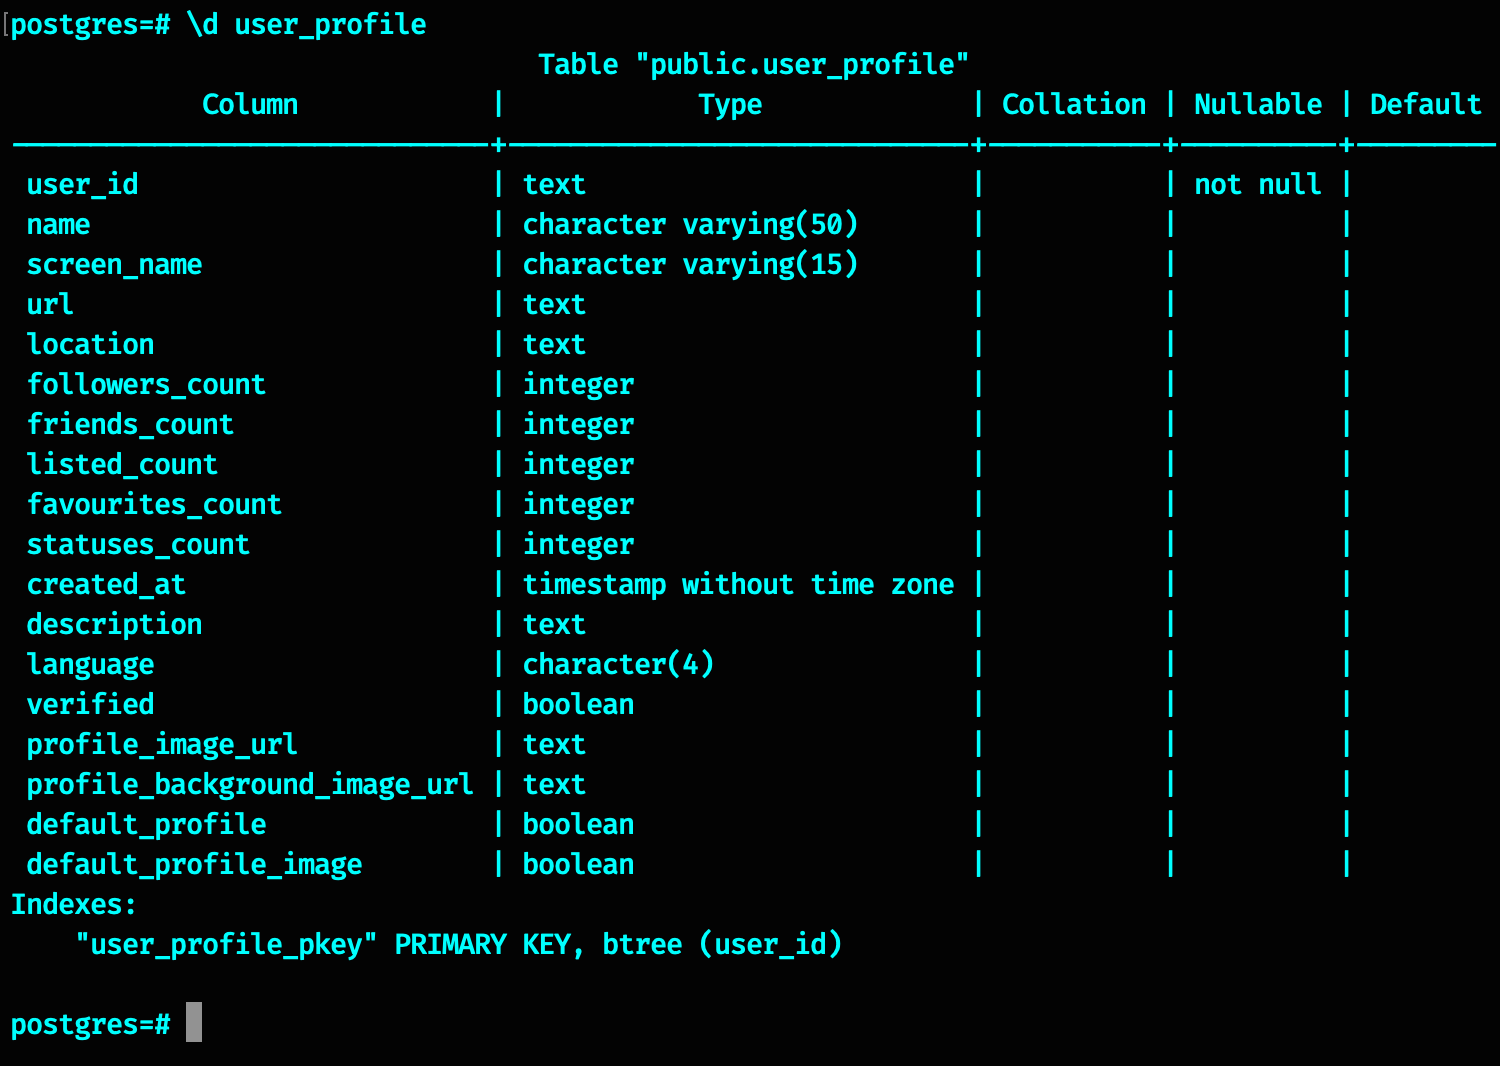 [postgres=# \d user_profile
Table "public.user_profile"
Column | Type | Collation | Nullable | Default
------------------------------+-----------------------------+-----------+----------+---------
user_id | text | | not null |
name | character varying(50) | | |
screen_name | character varying(15) | | |
url | text | | |
location | text | | |
followers_count | integer | | |
friends_count | integer | | |
listed_count | integer | | |
favourites_count | integer | | |
statuses_count | integer | | |
created_at | timestamp without time zone | | |
description | text | | |
language | character(4) | | |
verified | boolean | | |
profile_image_url | text | | |
profile_background_image_url | text | | |
default_profile | boolean | | |
default_profile_image | boolean | | |
Indexes:
"user_profile_pkey" PRIMARY KEY, btree (user_id)
postgres=#